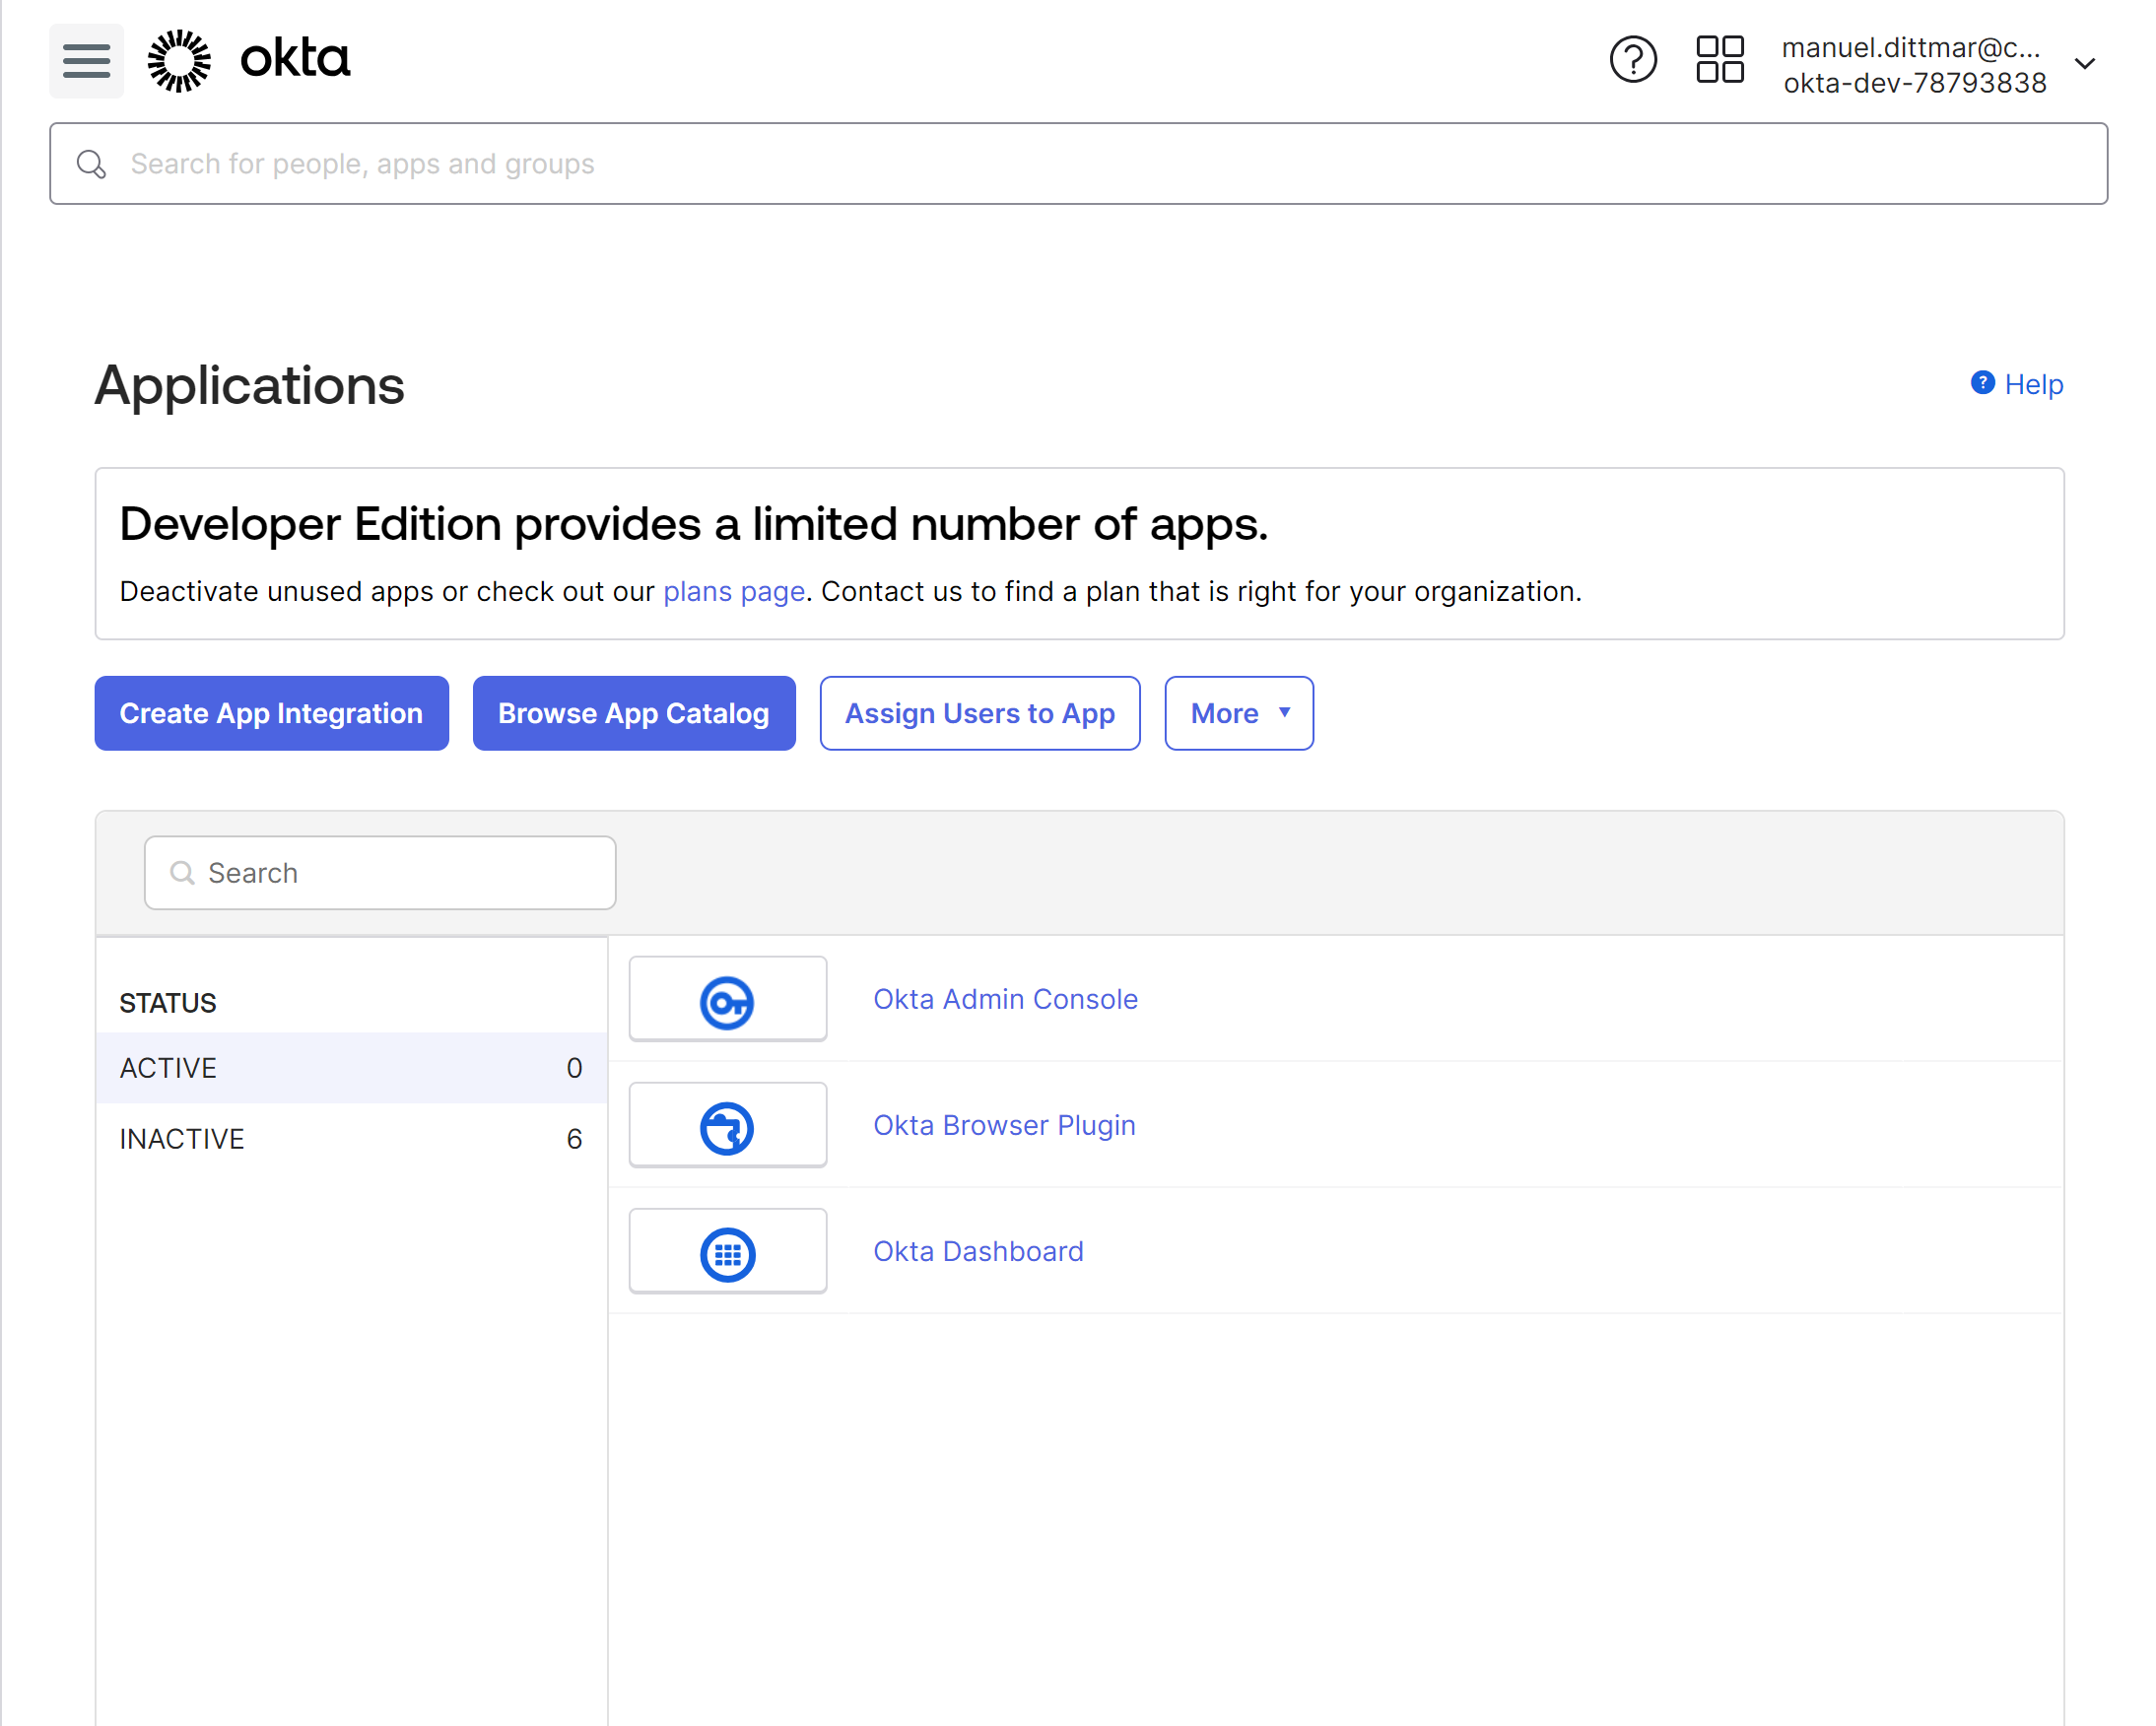 okta
manuel.dittmar@c...
okta-dev-78793838
Search for people, apps and groups
Applications
Help
Developer Edition provides a limited number of apps.
Deactivate unused apps or check out our plans page. Contact us to find a plan that is right for your organization.
Create App Integration
Browse App Catalog
Assign Users to App
More
Search
STATUS
ACTIVE 0
INACTIVE 6
Okta Admin Console
Okta Browser Plugin
Okta Dashboard